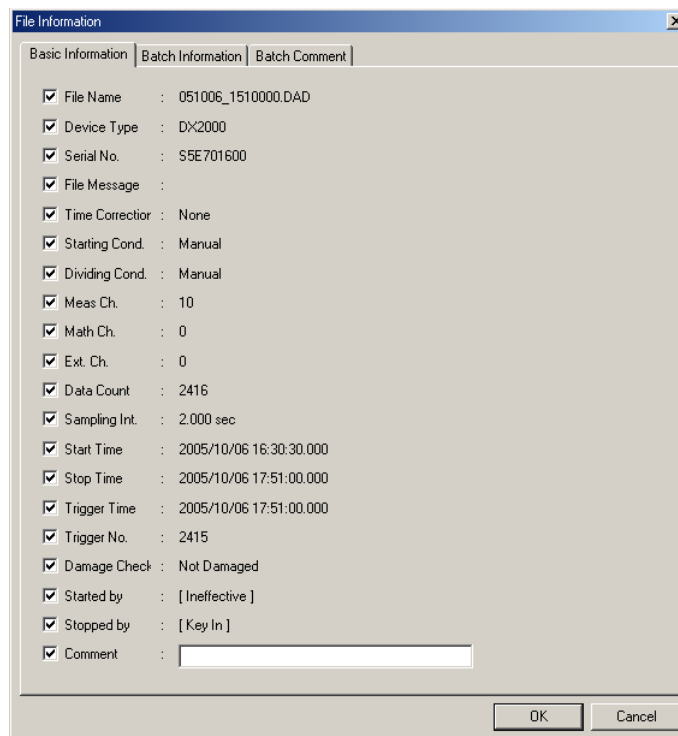 File Information
Basic Information Batch Information Batch Comment
File Name : 051006_1510000.DAD
Device Type : DX2000
Serial No. : S5E701600
File Message :
Time Correctior : None
Starting Cond. : Manual
Dividing Cond. : Manual
Meas Ch. : 10
Math Ch. : 0
Ext. Ch. : 0
Data Count : 2416
Sampling Int. : 2.000 sec
Start Time : 2005/10/06 16:30:30.000
Stop Time : 2005/10/06 17:51:00.000
Trigger Time : 2005/10/06 17:51:00.000
Trigger No. : 2415
Damage Check : Not Damaged
Started by : [ Ineffective ]
Stopped by : [ Key In ]
Comment :
OK Cancel